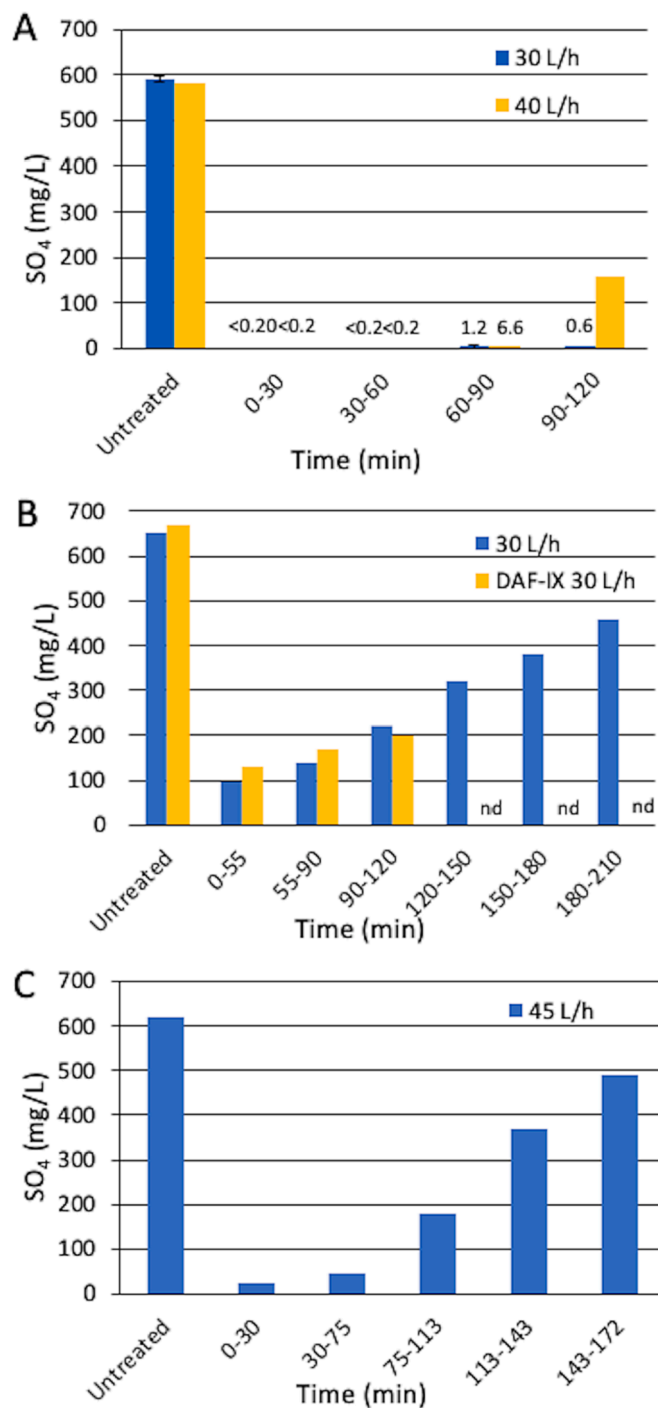 A
700
30 L/h
600
40 L/h
500
SO₄ (mg/L)
400
300
200
100
<0.20<0.2 <0.2<0.2 1.2 6.6 0.6
0
Untreated 0-30 30-60 60-90 90-120
Time (min)
B
700
30 L/h
600
DAF-IX 30 L/h
500
SO₄ (mg/L)
400
300
200
100
nd nd nd
0
Untreated 0-55 55-90 90-120 120-150 150-180 180-210
Time (min)
C
700
45 L/h
600
500
SO₄ (mg/L)
400
300
200
100
0
Untreated 0-30 30-75 75-113 113-143 143-172
Time (min)